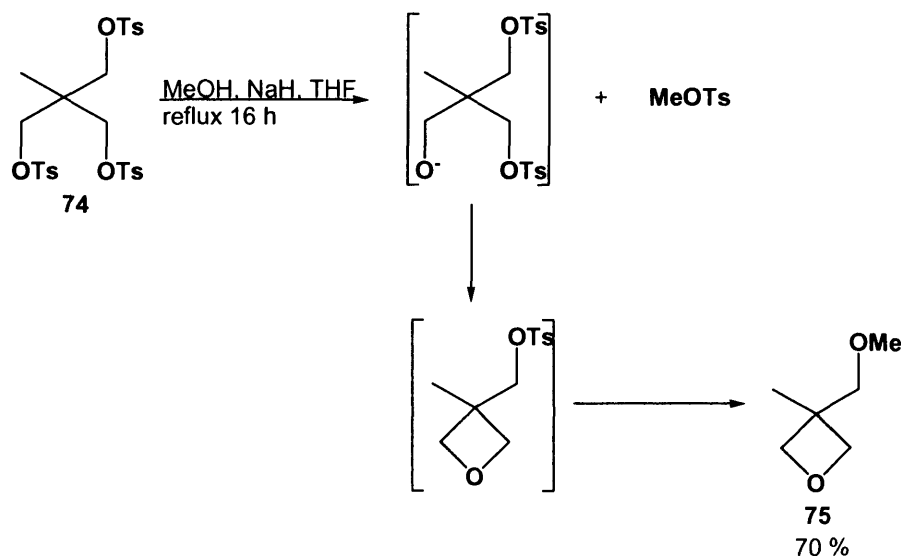 OTs
OTs
MeOH, NaH, THF
reflux 16 h
+ MeOTs
OTs OTs
74
O-
OTs
OTs
OMe
O
O
75
70 %